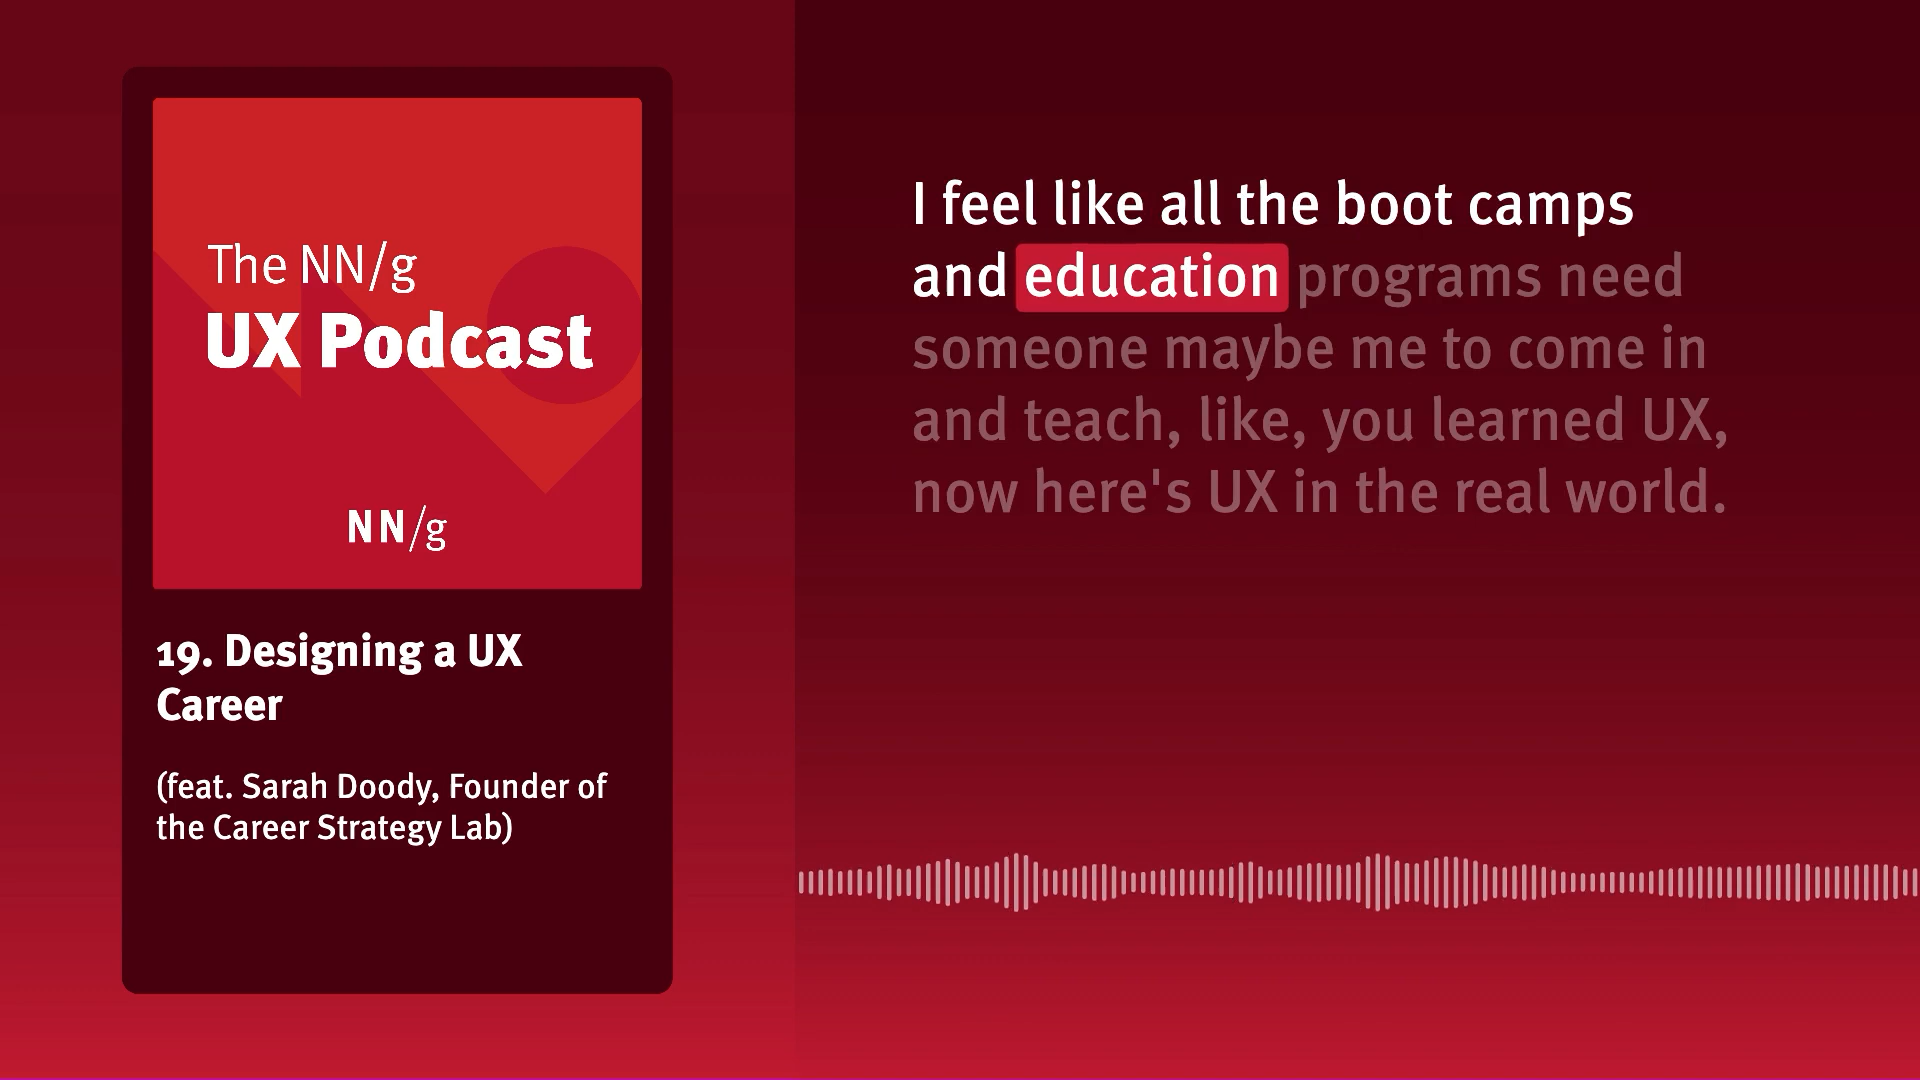 The NN/g
UX Podcast
NN/g
19. Designing a UX
Career
(feat. Sarah Doody, Founder of
the Career Strategy Lab)
I feel like all the boot camps
and education programs need
someone maybe me to come in
and teach, like, you learned UX,
now here's UX in the real world.